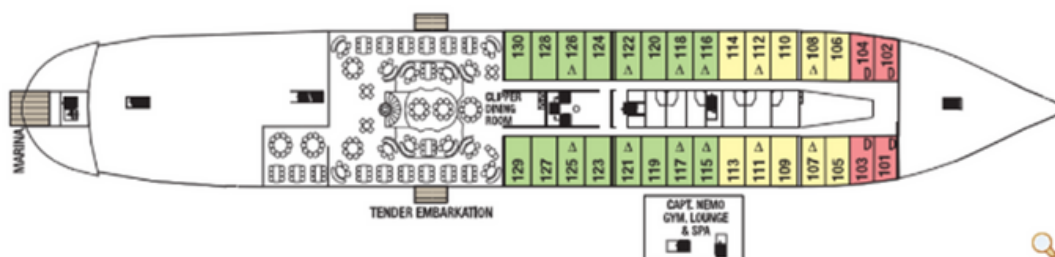 130 128 126 124 122 120 118 116 114 112 110 108 106 104 102
Δ Δ Δ Δ Δ Δ D D
MARINA
CLIPPER
DINING
ROOM
Δ Δ Δ Δ Δ Δ D D
129 127 125 123 121 119 117 115 113 111 109 107 105 103 101
TENDER EMBARKATION
CAPT. NEMO
GYM, LOUNGE
& SPA